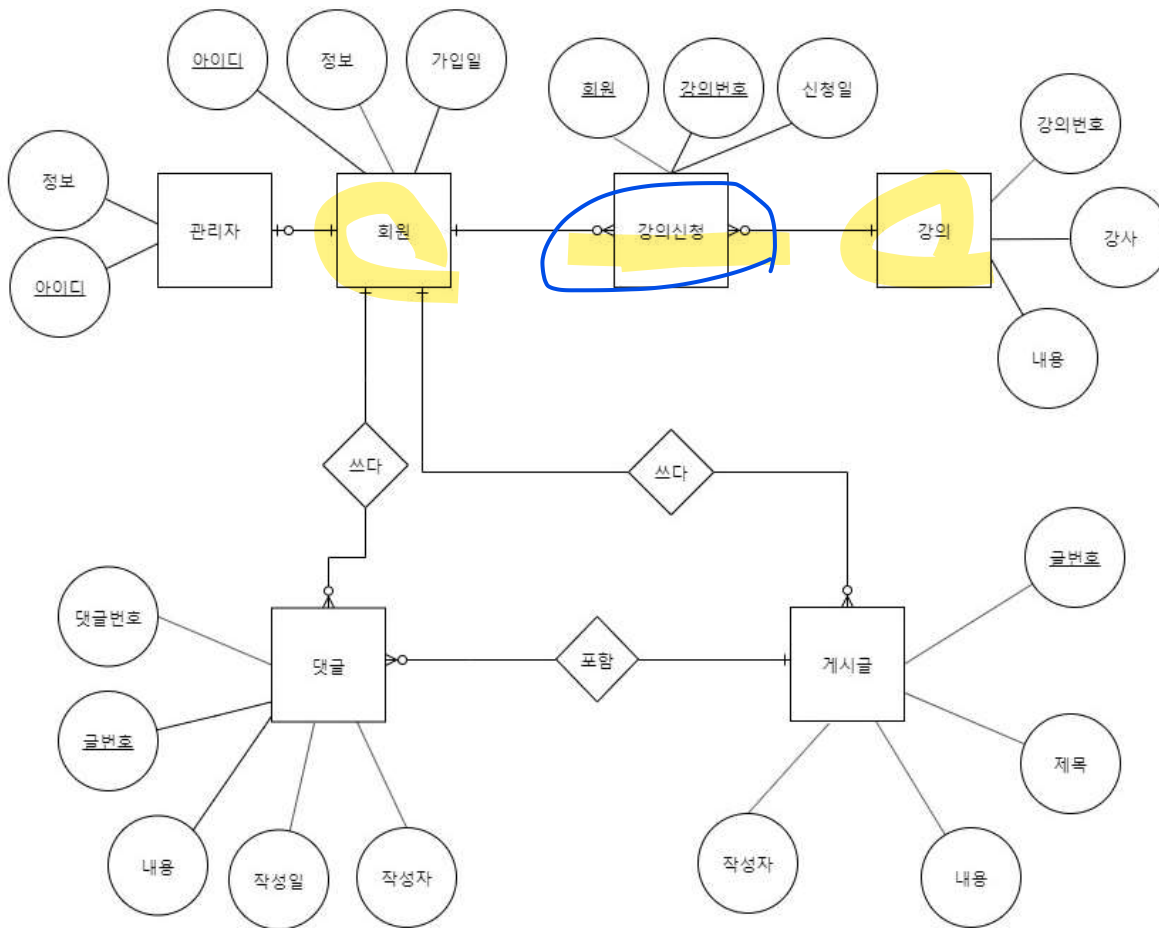 아이디
정보
가입일
회원
강의번호
신청일
강의번호
정보
관리자
회원
강의신청
강의
강사
아이디
내용
쓰다
쓰다
글번호
댓글번호
댓글
포함
게시글
글번호
제목
내용
작성일
작성자
작성자
내용